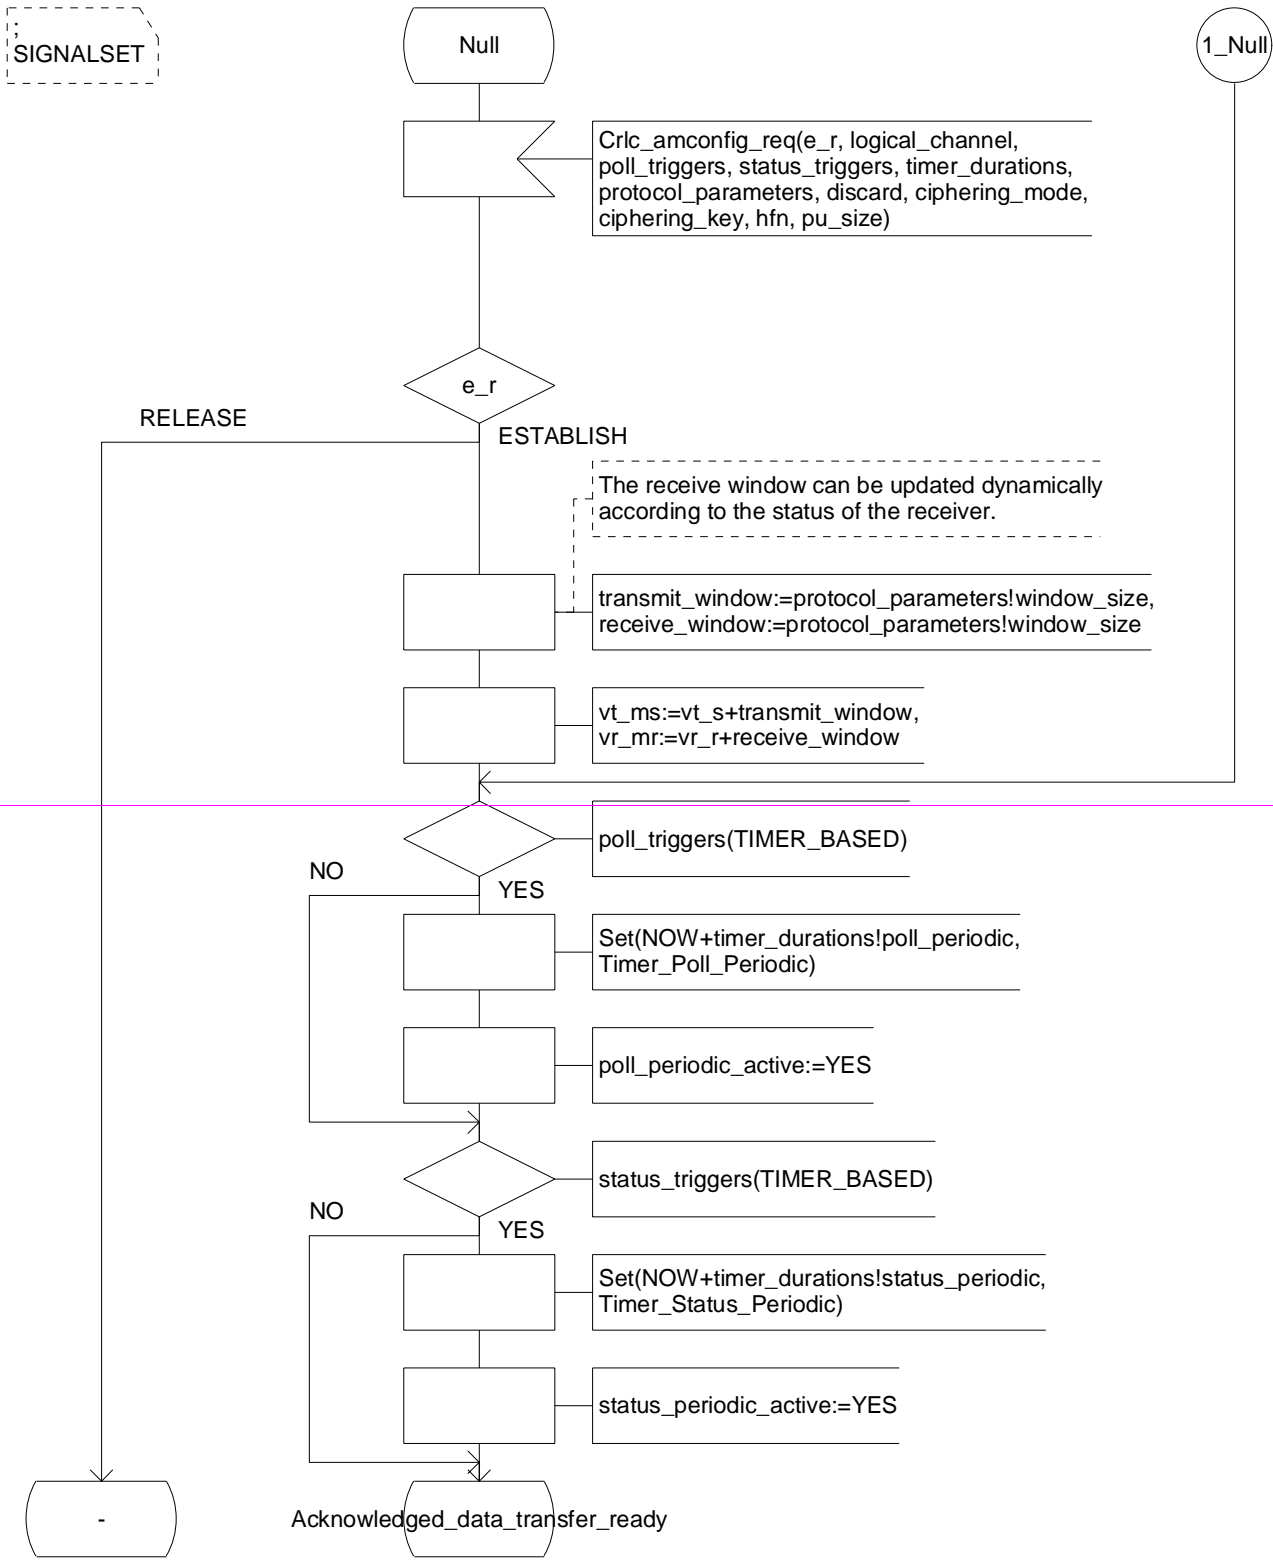 ;
SIGNALSET
Null
1_Null
Crlc_amconfig_req(e_r, logical_channel,
poll_triggers, status_triggers, timer_durations,
protocol_parameters, discard, ciphering_mode,
ciphering_key, hfn, pu_size)
e_r
RELEASE
ESTABLISH
The receive window can be updated dynamically
according to the status of the receiver.
transmit_window:=protocol_parameters!window_size,
receive_window:=protocol_parameters!window_size
vt_ms:=vt_s+transmit_window,
vr_mr:=vr_r+receive_window
poll_triggers(TIMER_BASED)
NO
YES
Set(NOW+timer_durations!poll_periodic,
Timer_Poll_Periodic)
poll_periodic_active:=YES
status_triggers(TIMER_BASED)
NO
YES
Set(NOW+timer_durations!status_periodic,
Timer_Status_Periodic)
status_periodic_active:=YES
-
Acknowledged_data_transfer_ready